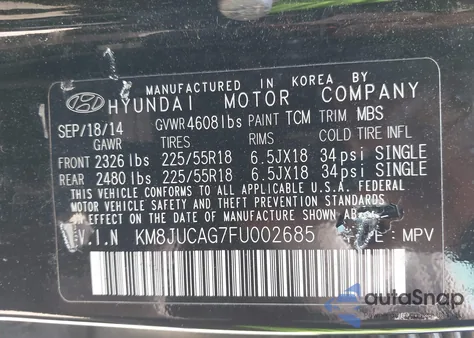 MANUFACTURED IN KOREA BY
HYUNDAI MOTOR COMPANY
SEP/18/14 GVWR 4608lbs PAINT TCM TRIM MBS
GAWR TIRES RIMS COLD TIRE INFL
FRONT 2326 lbs 225/55R18 6.5JX18 34psi SINGLE
REAR 2480 lbs 225/55R18 6.5JX18 34psi SINGLE
THIS VEHICLE CONFORMS TO ALL APPLICABLE U.S.A. FEDERAL
MOTOR VEHICLE SAFETY AND THEFT PREVENTION STANDARDS IN
EFFECT ON THE DATE OF MANUFACTURE SHOWN AB
V.I.N KM8JUCAG7FU002685 : MPV
autoSnap